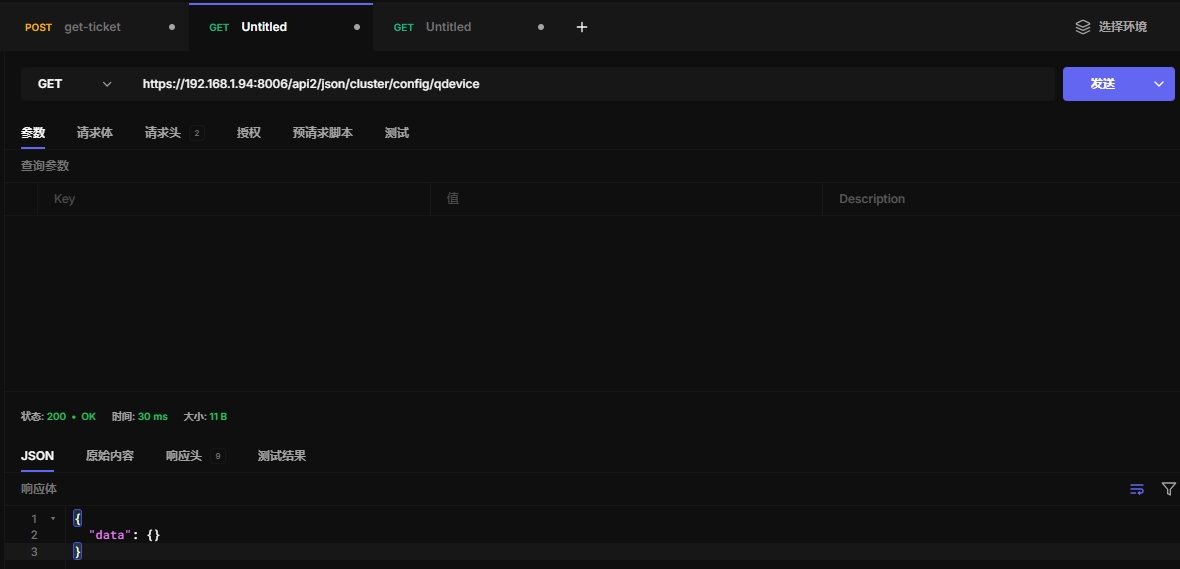 POST get-ticket GET Untitled GET Untitled + 选择环境
GET https://192.168.1.94:8006/api2/json/cluster/config/qdevice 发送
参数 请求体 请求头 2 授权 预请求脚本 测试
查询参数
Key 值 Description
状态: 200 • OK 时间: 30 ms 大小: 11 B
JSON 原始内容 响应头 9 测试结果
响应体
1 {
2 "data": {}
3 }